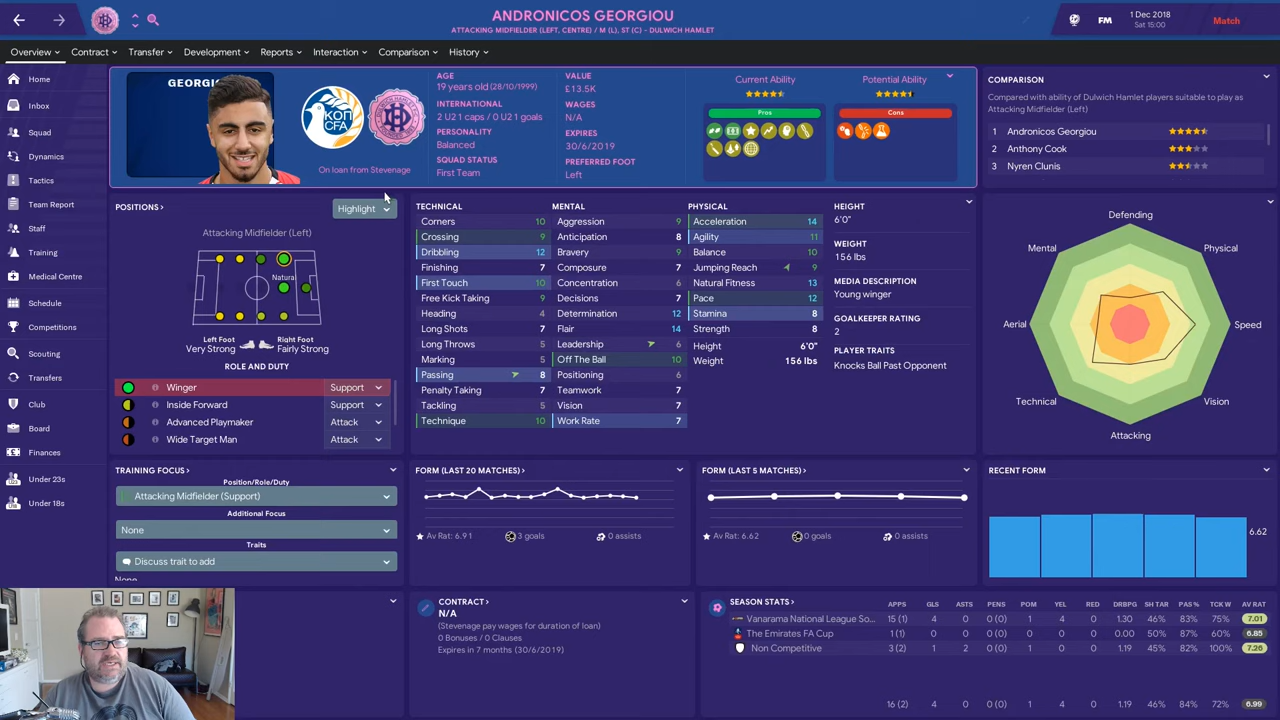 ANDRONICOS GEORGIOU
ATTACKING MIDFIELDER (LEFT, CENTRE) / M (L), ST (C) - DULWICH HAMLET
FM
1 Dec 2018
Sat 15:00
Match
Overview Contract Transfer Development Reports Interaction Comparison History
Home
Inbox
Squad
Dynamics
Tactics
Team Report
Staff
Training
Medical Centre
Schedule
Competitions
Scouting
Transfers
Club
Board
Finances
Under 23s
Under 18s
GEORGIO
ΚΟΠ
CFA
On loan from Stevenage
AGE
19 years old (28/10/1999)
INTERNATIONAL
2 U21 caps / 0 U21 goals
PERSONALITY
Balanced
SQUAD STATUS
First Team
VALUE
£13.5K
WAGES
N/A
EXPIRES
30/6/2019
PREFERRED FOOT
Left
Current Ability
Pros
Potential Ability
Cons
COMPARISON
Compared with ability of Dulwich Hamlet players suitable to play as
Attacking Midfielder (Left)
1 Andronicos Georgiou
2 Anthony Cook
3 Nyren Clunis
POSITIONS
Highlight
Attacking Midfielder (Left)
Natural
Left Foot
Very Strong
Right Foot
Fairly Strong
ROLE AND DUTY
Winger Support
Inside Forward Support
Advanced Playmaker Attack
Wide Target Man Attack
TECHNICAL
Corners 10
Crossing 9
Dribbling 12
Finishing 7
First Touch 10
Free Kick Taking 9
Heading 4
Long Shots 7
Long Throws 5
Marking 5
Passing 8
Penalty Taking 7
Tackling 5
Technique 10
MENTAL
Aggression 9
Anticipation 8
Bravery 9
Composure 7
Concentration 6
Decisions 7
Determination 12
Flair 14
Leadership 6
Off The Ball 10
Positioning 6
Teamwork 7
Vision 7
Work Rate 7
PHYSICAL
Acceleration 14
Agility 11
Balance 10
Jumping Reach 9
Natural Fitness 13
Pace 12
Stamina 8
Strength 8
Height 6'0"
Weight 156 lbs
HEIGHT
6'0"
WEIGHT
156 lbs
MEDIA DESCRIPTION
Young winger
GOALKEEPER RATING
2
PLAYER TRAITS
Knocks Ball Past Opponent
Defending
Physical
Speed
Vision
Attacking
Technical
Aerial
Mental
TRAINING FOCUS
Position/Role/Duty
Attacking Midfielder (Support)
Additional Focus
None
Traits
Discuss trait to add
None
FORM (LAST 20 MATCHES)
Av Rat: 6.91 3 goals 0 assists
FORM (LAST 5 MATCHES)
Av Rat: 6.62 0 goals 0 assists
RECENT FORM
6.62
CONTRACT
N/A
(Stevenage pay wages for duration of loan)
0 Bonuses / 0 Clauses
Expires in 7 months (30/6/2019)
SEASON STATS APPS GLS ASTS PENS POM YEL RED DRBPG SH TAR PAS % TCK W AV RAT
Vanarama National League So... 15 (1) 4 0 0 (0) 1 4 0 1.30 46% 83% 75% 7.01
The Emirates FA Cup 1 (1) 0 0 0 (0) 0 0 0 0.00 50% 87% 60% 6.85
Non Competitive 3 (2) 1 2 0 (0) 1 0 0 1.19 45% 82% 100% 7.26
16 (2) 4 0 0 (0) 1 4 0 1.19 46% 84% 72% 6.99